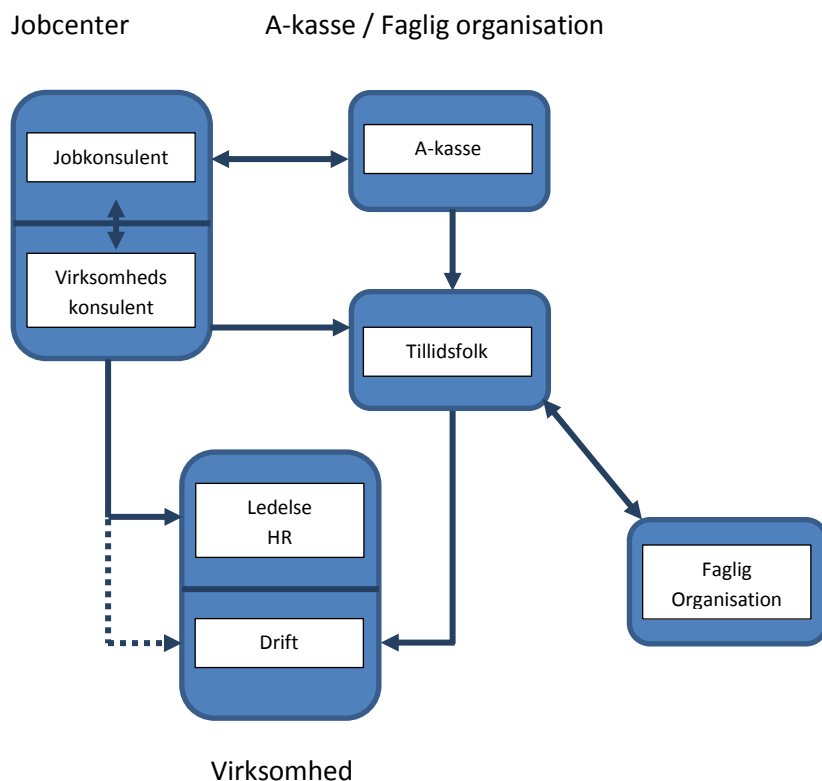 Jobcenter
A-kasse / Faglig organisation
Jobkonsulent
A-kasse
Virksomheds
konsulent
Tillidsfolk
Ledelse
HR
Faglig
Organisation
Drift
Virksomhed